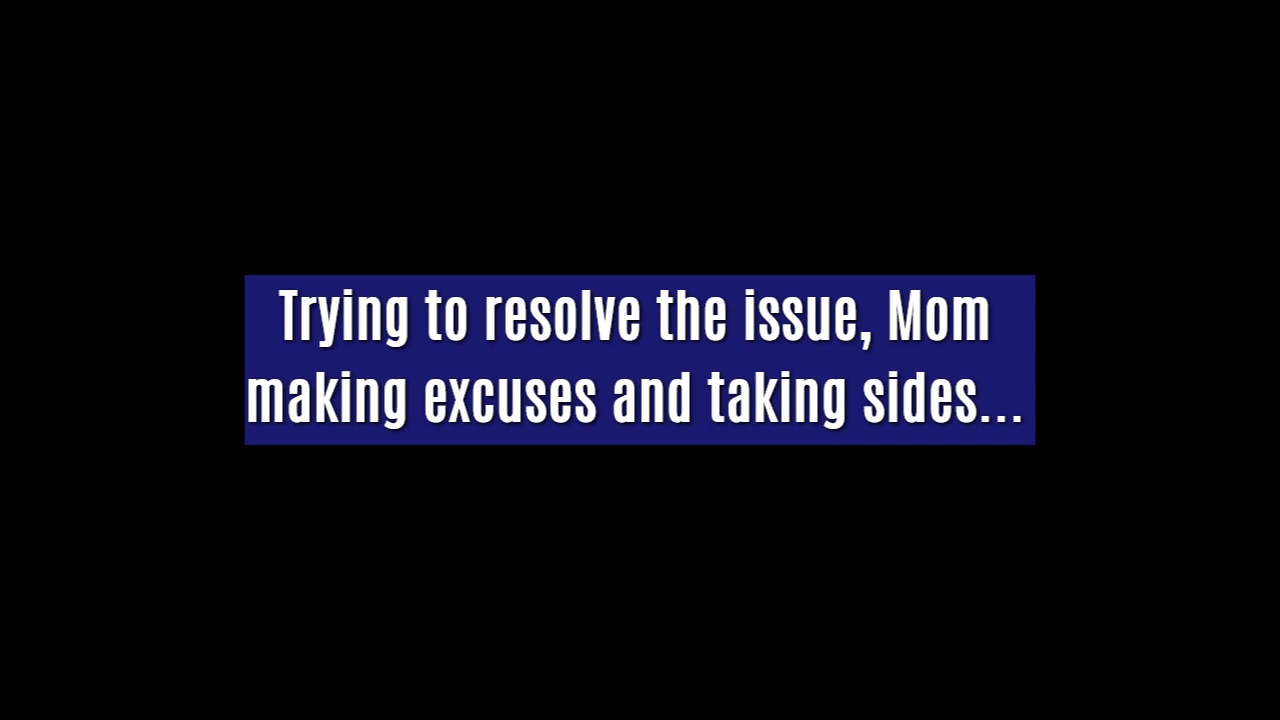 Trying to resolve the issue, Mom
making excuses and taking sides...